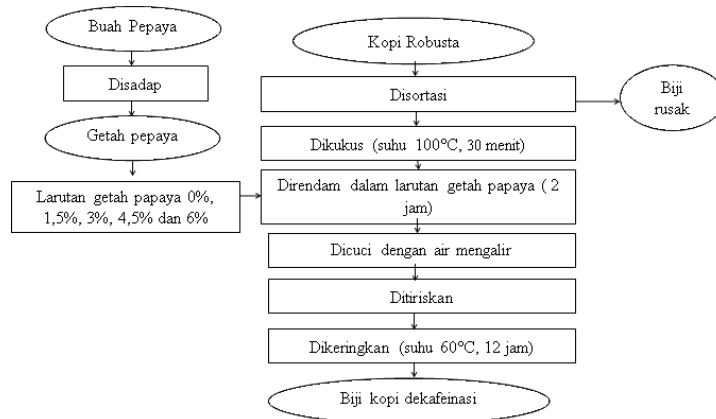 Buah Pepaya
Disadap
Getah pepaya
Larutan getah papaya 0%,
1,5%, 3%, 4,5% dan 6%
Kopi Robusta
Disortasi
Biji
rusak
Dikukus (suhu 100°C, 30 menit)
Direndam dalam larutan getah papaya ( 2
jam)
Dicuci dengan air mengalir
Ditiriskan
Dikeringkan (suhu 60°C, 12 jam)
Biji kopi dekafeinasi